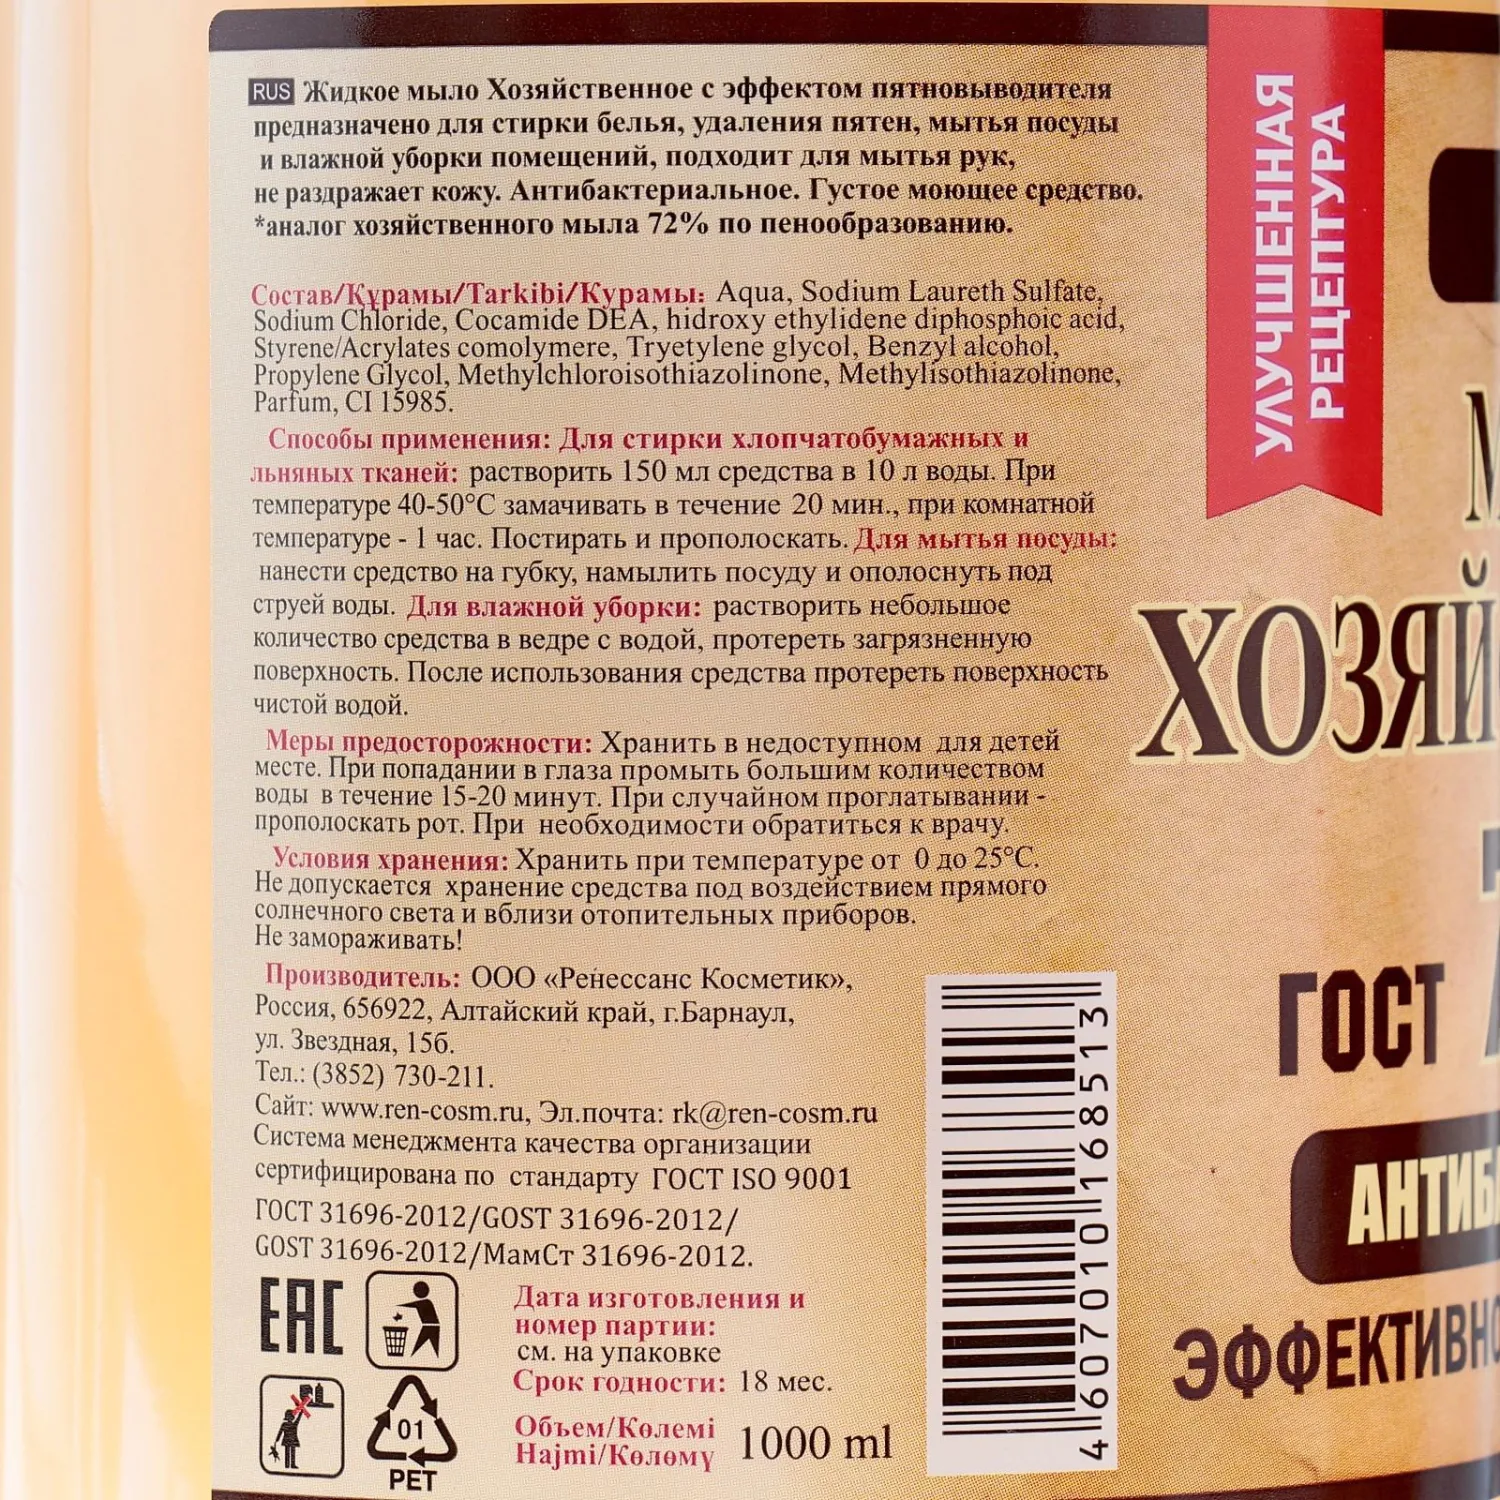 RUS Жидкое мыло Хозяйственное с эффектом пятновыводителя
предназначено для стирки белья, удаления пятен, мытья посуды
и влажной уборки помещений, подходит для мытья рук,
не раздражает кожу. Антибактериальное. Густое моющее средство.
*аналог хозяйственного мыла 72% по пенообразованию.
Состав/Құрамы/Tarkibi/Курамы: Aqua, Sodium Laureth Sulfate,
Sodium Chloride, Cocamide DEA, hidroxy ethylidene diphosphoic acid,
Styrene/Acrylates comolymere, Tryetylene glycol, Benzyl alcohol,
Propylene Glycol, Methylchloroisothiazolinone, Methylisothiazolinone,
Parfum, CI 15985.
Способы применения: Для стирки хлопчатобумажных и
льняных тканей: растворить 150 мл средства в 10 л воды. При
температуре 40-50°С замачивать в течение 20 мин., при комнатной
температуре - 1 час. Постирать и прополоскать. Для мытья посуды:
нанести средство на губку, намылить посуду и ополоснуть под
струей воды. Для влажной уборки: растворить небольшое
количество средства в ведре с водой, протереть загрязненную
поверхность. После использования средства протереть поверхность
чистой водой.
Меры предосторожности: Хранить в недоступном для детей
месте. При попадании в глаза промыть большим количеством
воды в течение 15-20 минут. При случайном проглатывании -
прополоскать рот. При необходимости обратиться к врачу.
Условия хранения: Хранить при температуре от 0 до 25°С.
Не допускается хранение средства под воздействием прямого
солнечного света и вблизи отопительных приборов.
Не замораживать!
Производитель: ООО «Ренессанс Косметик»,
Россия, 656922, Алтайский край, г.Барнаул,
ул. Звездная, 15б.
Тел.: (3852) 730-211.
Сайт: www.ren-cosm.ru, Эл.почта: rk@ren-cosm.ru
Система менеджмента качества организации
сертифицирована по стандарту ГОСТ ISO 9001
ГОСТ 31696-2012/GOST 31696-2012/
GOST 31696-2012/МамСт 31696-2012.
EAC
01
PET
Дата изготовления и
номер партии:
см. на упаковке
Срок годности: 18 мес.
Объем/Көлемі
Hajmi/Көлөмү 1000 ml
4 607010 168513
УЛУЧШЕННАЯ
РЕЦЕПТУРА
ХОЗЯЙ
ГОСТ
АНТИБ
ЭФФЕКТИВНО